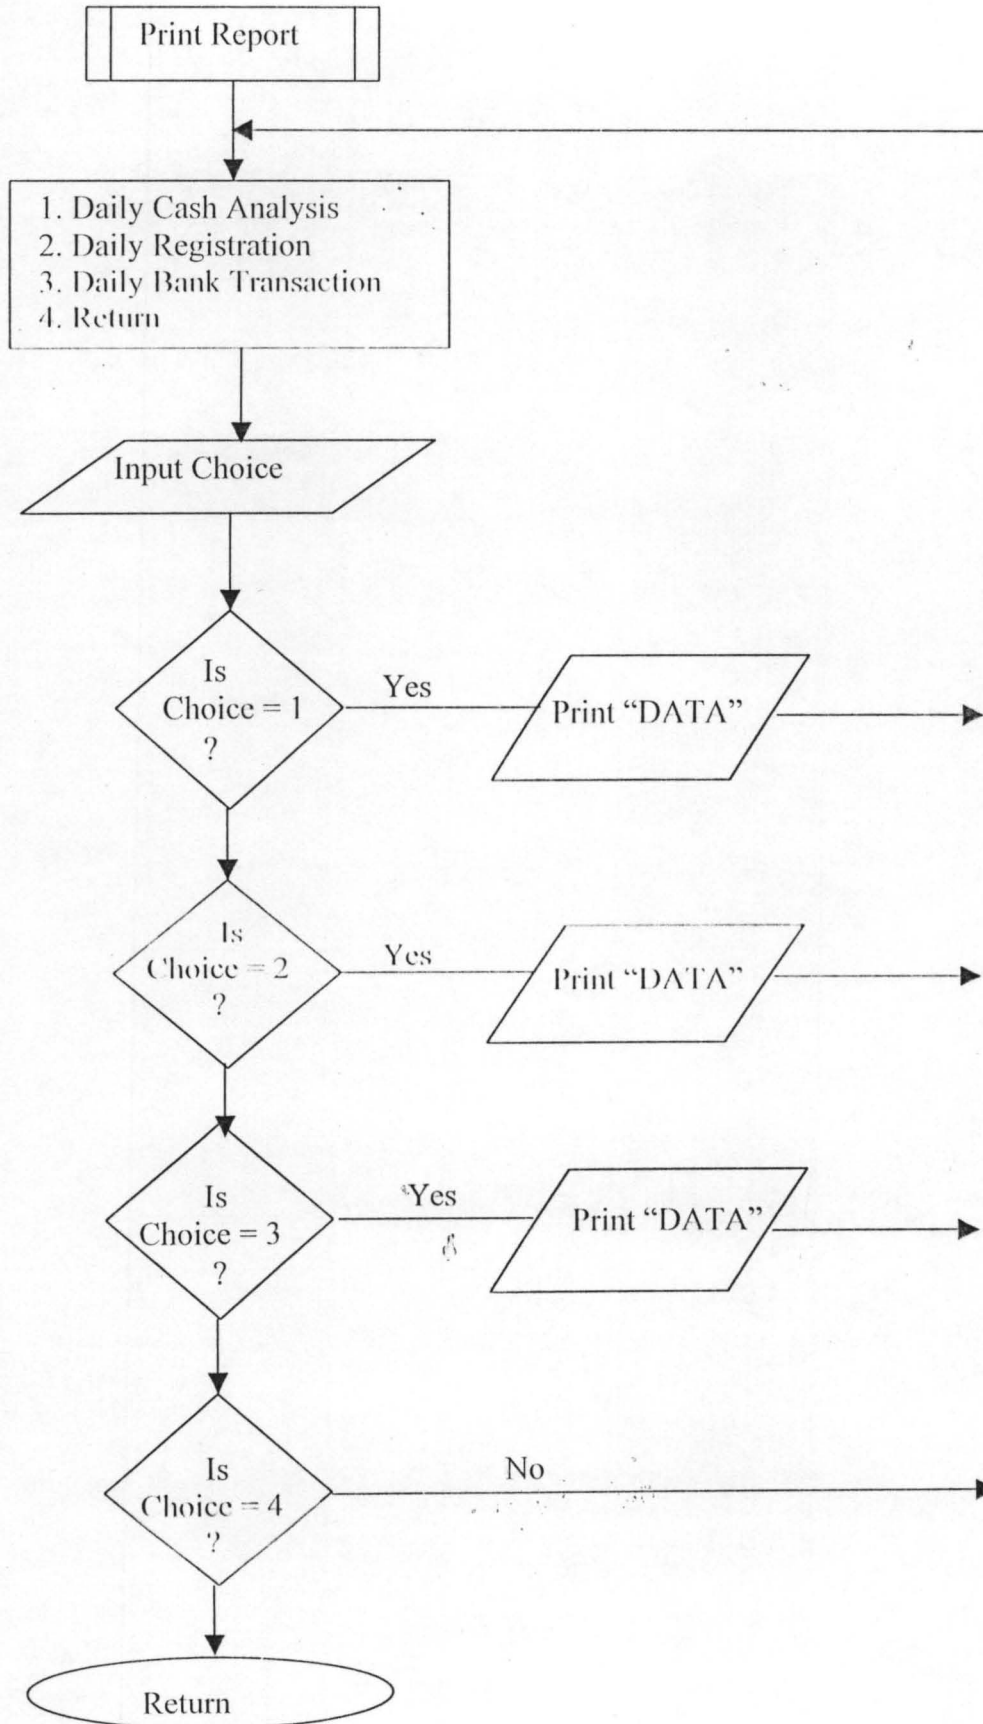 Print Report
1. Daily Cash Analysis
2. Daily Registration
3. Daily Bank Transaction
4. Return
Input Choice
Is
Choice = 1
?
Yes
Print “DATA”
Is
Choice = 2
?
Yes
Print “DATA”
Is
Choice = 3
?
Yes
Print “DATA”
Is
Choice = 4
?
No
Return